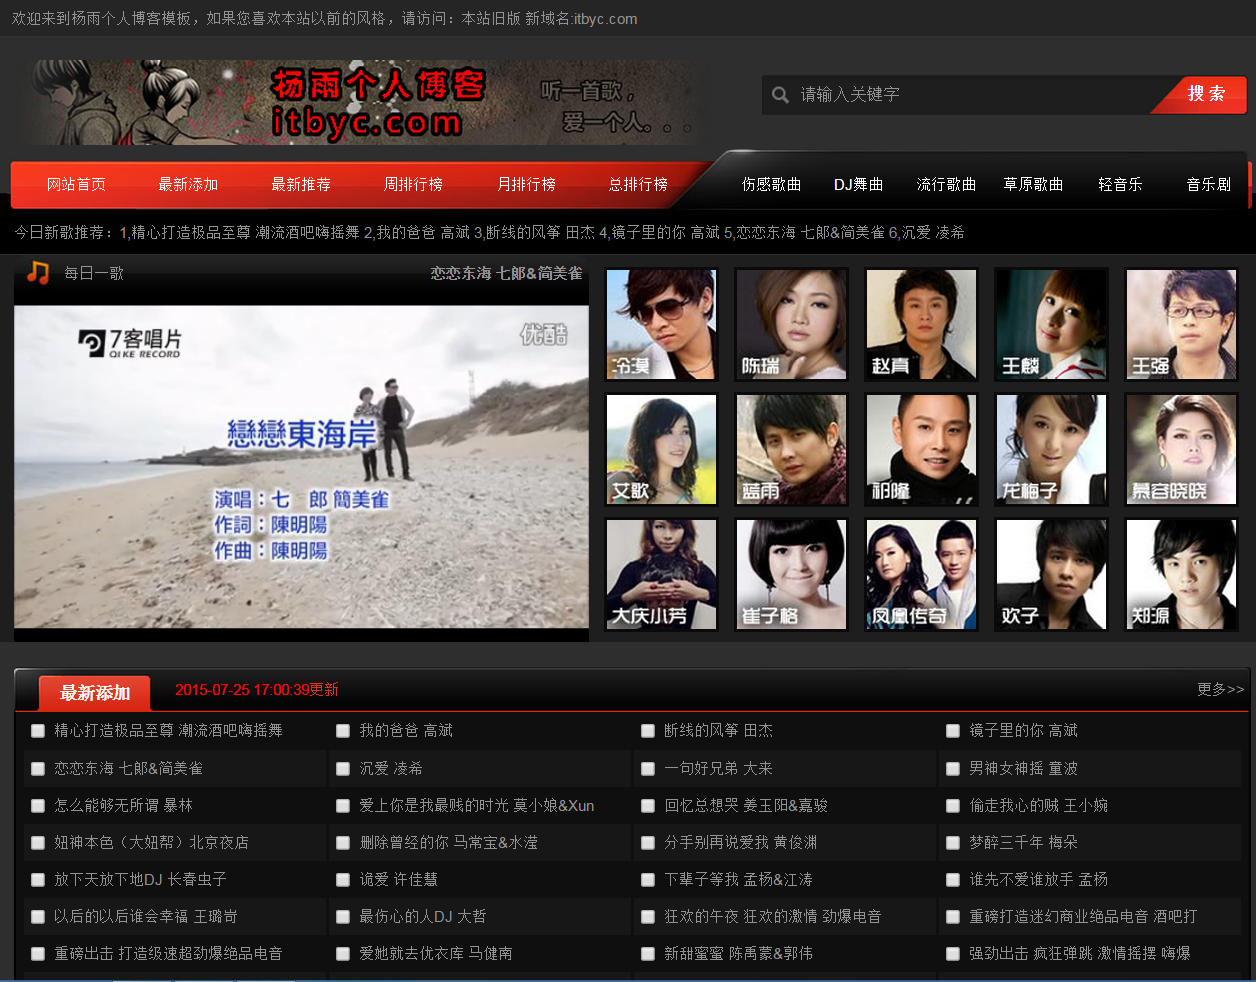 欢迎来到杨雨个人博客模板，如果您喜欢本站以前的风格，请访问：本站旧版 新域名:itbyc.com
杨雨个人博客
itbyc.com
听一首歌，
爱一个人。。。
请输入关键字
搜 索
网站首页 最新添加 最新推荐 周排行榜 月排行榜 总排行榜 伤感歌曲 DJ舞曲 流行歌曲 草原歌曲 轻音乐 音乐剧
今日新歌推荐：1,精心打造极品至尊 潮流酒吧嗨摇舞 2,我的爸爸 高斌 3,断线的风筝 田杰 4,镜子里的你 高斌 5,恋恋东海 七郎&简美雀 6,沉爱 凌希
每日一歌 恋恋东海 七郎&简美雀
7客唱片
QI KE RECORD
优酷
戀戀東海岸
演唱：七 郎 簡美雀
作詞：陳明陽
作曲：陳明陽
冷漠 陈瑞 赵真 王麟 王强
艾歌 蓝雨 祁隆 龙梅子 慕容晓晓
大庆小芳 崔子格 凤凰传奇 欢子 郑源
最新添加 2015-07-25 17:00:39更新 更多>>
精心打造极品至尊 潮流酒吧嗨摇舞 我的爸爸 高斌 断线的风筝 田杰 镜子里的你 高斌
恋恋东海 七郎&简美雀 沉爱 凌希 一句好兄弟 大来 男神女神摇 童波
怎么能够无所谓 暴林 爱上你是我最贱的时光 莫小娘&Xun 回忆总想哭 姜玉阳&嘉骏 偷走我心的贼 王小婉
妞神本色（大妞帮）北京夜店 删除曾经的你 马常宝&水滢 分手别再说爱我 黄俊渊 梦醉三千年 梅朵
放下天放下地DJ 长春虫子 诡爱 许佳慧 下辈子等我 孟杨&江涛 谁先不爱谁放手 孟杨
以后的以后谁会幸福 王璐岢 最伤心的人DJ 大哲 狂欢的午夜 狂欢的激情 劲爆电音 重磅打造迷幻商业绝品电音 酒吧打
重磅出击 打造级速超劲爆绝品电音 爱她就去优衣库 马健南 新甜蜜蜜 陈禹蒙&郭伟 强劲出击 疯狂弹跳 激情摇摆 嗨爆